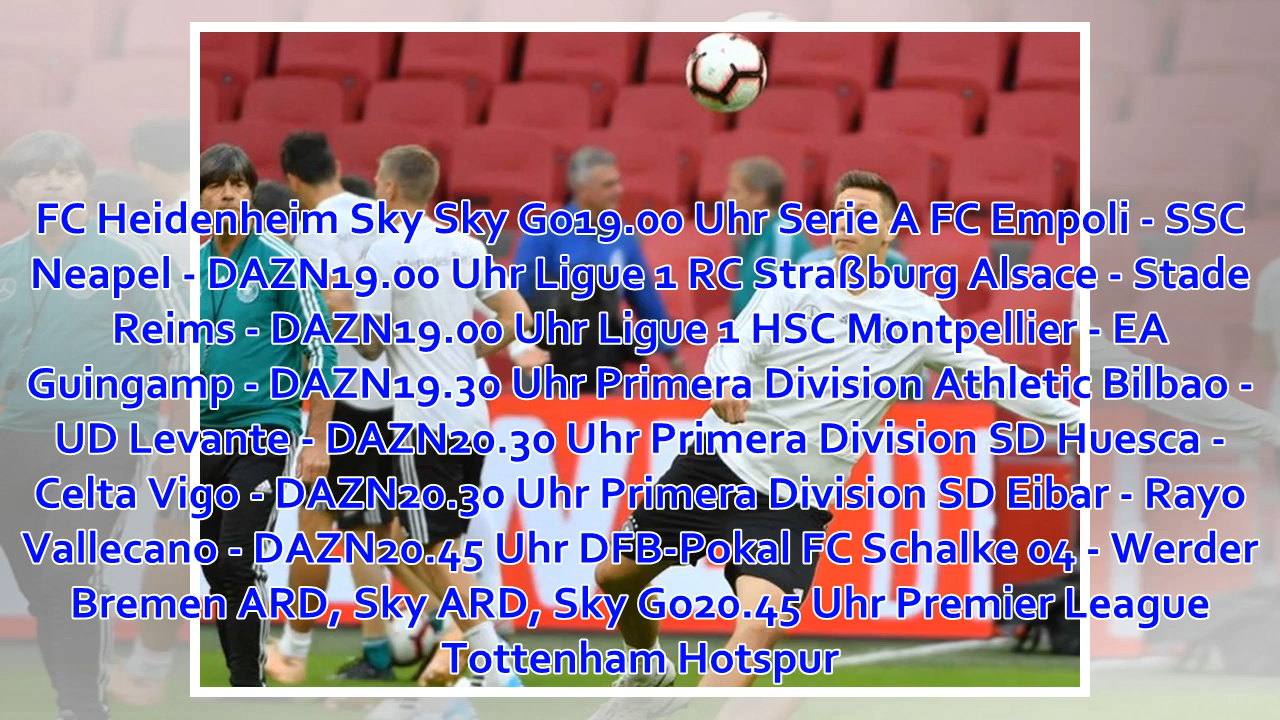 FC Heidenheim Sky Sky Go19.00 Uhr Serie A FC Empoli - SSC
Neapel - DAZN19.00 Uhr Ligue 1 RC Straßburg Alsace - Stade
Reims - DAZN19.00 Uhr Ligue 1 HSC Montpellier - EA
Guingamp - DAZN19.30 Uhr Primera Division Athletic Bilbao -
UD Levante - DAZN20.30 Uhr Primera Division SD Huesca -
Celta Vigo - DAZN20.30 Uhr Primera Division SD Eibar - Rayo
Vallecano - DAZN20.45 Uhr DFB-Pokal FC Schalke 04 - Werder
Bremen ARD, Sky ARD, Sky Go20.45 Uhr Premier League
Tottenham Hotspur